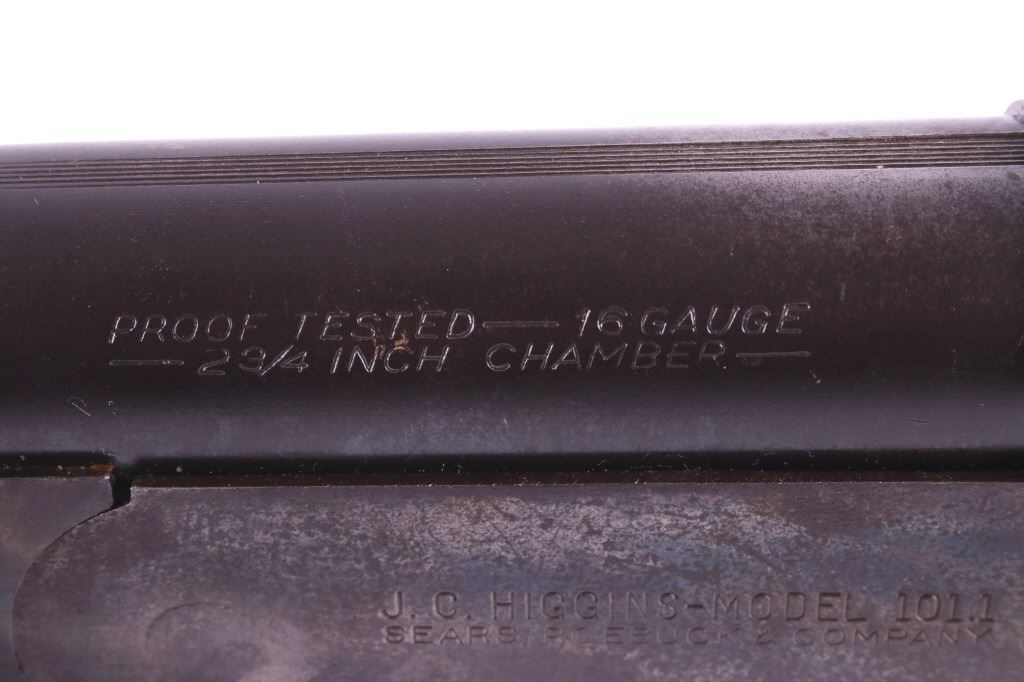 PROOF TESTED — 16 GAUGE
— 2 3/4 INCH CHAMBER —
J.C. HIGGINS-MODEL 101.1
SEARS, ROEBUCK & COMPANY